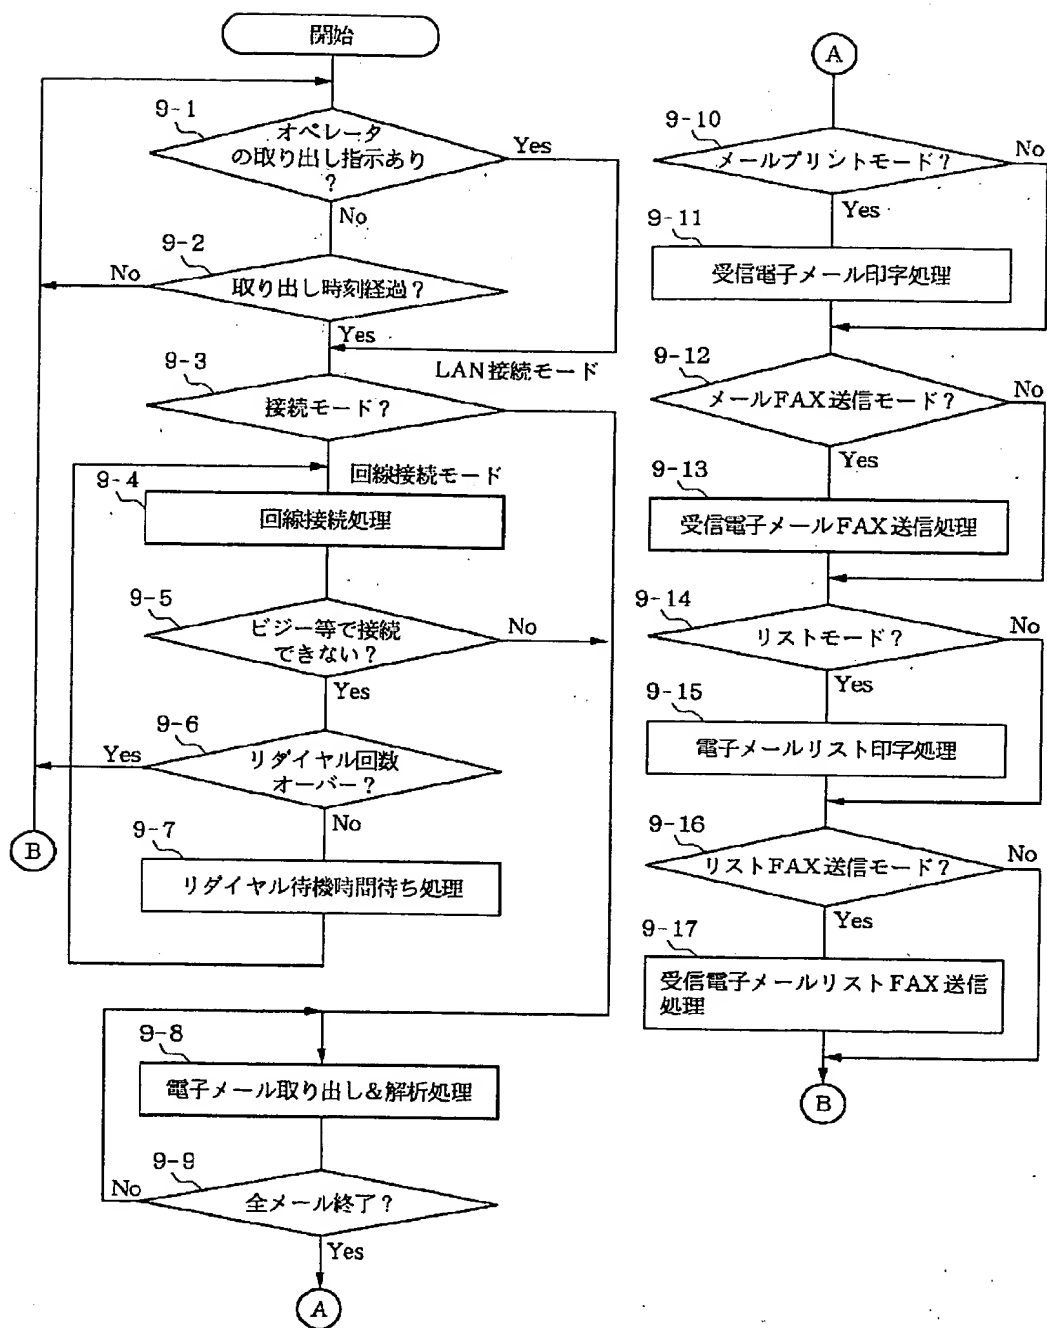 開始
9-1
オペレータ
の取り出し指示あり
?
Yes
No
9-2
No
取り出し時刻経過?
Yes
LAN接続モード
9-3
接続モード?
回線接続モード
9-4
回線接続処理
9-5
ビジー等で接続
できない?
No
Yes
9-6
Yes
リダイヤル回数
オーバー?
No
B
9-7
リダイヤル待機時間待ち処理
9-8
電子メール取り出し&解析処理
9-9
No
全メール終了?
Yes
A
A
9-10
メールプリントモード?
No
Yes
9-11
受信電子メール印字処理
9-12
メールFAX送信モード?
No
Yes
9-13
受信電子メールFAX送信処理
9-14
リストモード?
No
Yes
9-15
電子メールリスト印字処理
9-16
リストFAX送信モード?
No
Yes
9-17
受信電子メールリストFAX送信
処理
B